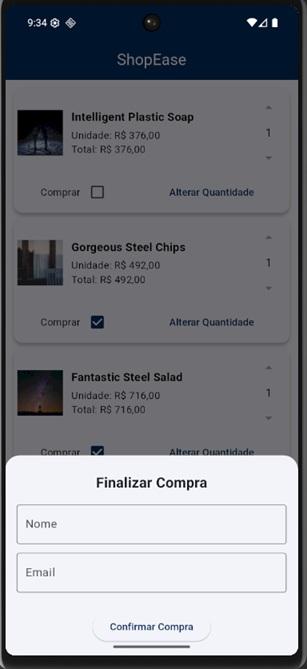 9:34
ShopEase
Intelligent Plastic Soap
Unidade: R$ 376,00
Total: R$ 376,00
1
Comprar
Alterar Quantidade
Gorgeous Steel Chips
Unidade: R$ 492,00
Total: R$ 492,00
1
Comprar
Alterar Quantidade
Fantastic Steel Salad
Unidade: R$ 716,00
Total: R$ 716,00
1
Comprar
Alterar Quantidade
Finalizar Compra
Nome
Email
Confirmar Compra